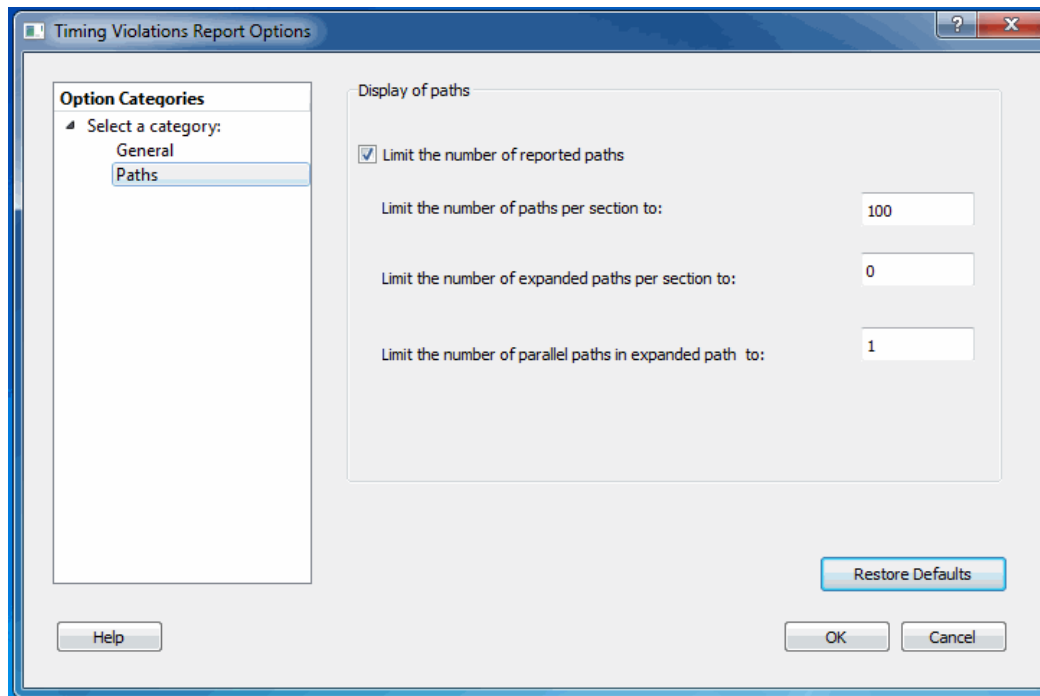 Timing Violations Report Options
?
X
Option Categories
Select a category:
General
Paths
Display of paths
Limit the number of reported paths
Limit the number of paths per section to:
100
Limit the number of expanded paths per section to:
0
Limit the number of parallel paths in expanded path to:
1
Restore Defaults
Help
OK
Cancel